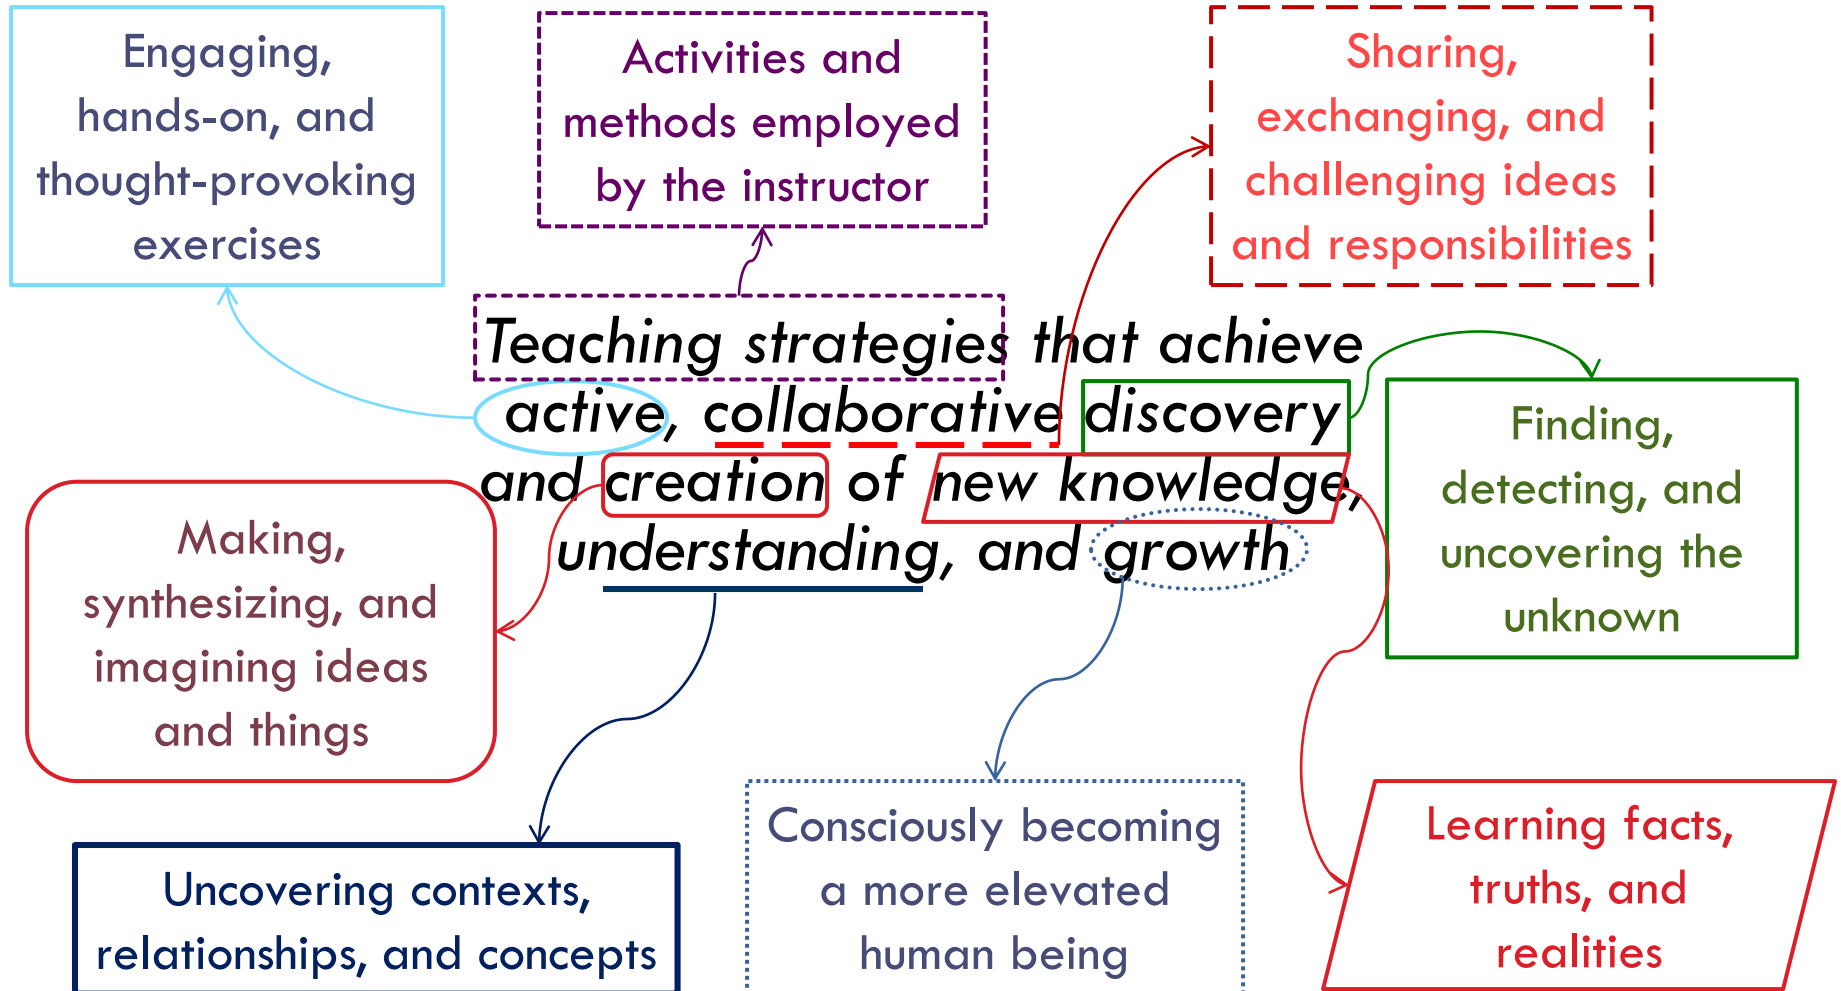 Engaging,
hands-on, and
thought-provoking
exercises
Activities and
methods employed
by the instructor
Sharing,
exchanging, and
challenging ideas
and responsibilities
Teaching strategies that achieve
active, collaborative discovery
and creation of new knowledge,
understanding, and growth
Finding,
detecting, and
uncovering the
unknown
Making,
synthesizing, and
imagining ideas
and things
Uncovering contexts,
relationships, and concepts
Consciously becoming
a more elevated
human being
Learning facts,
truths, and
realities